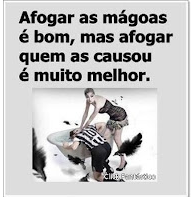 Afogar as mágoas
é bom, mas afogar
quem as causou
é muito melhor.